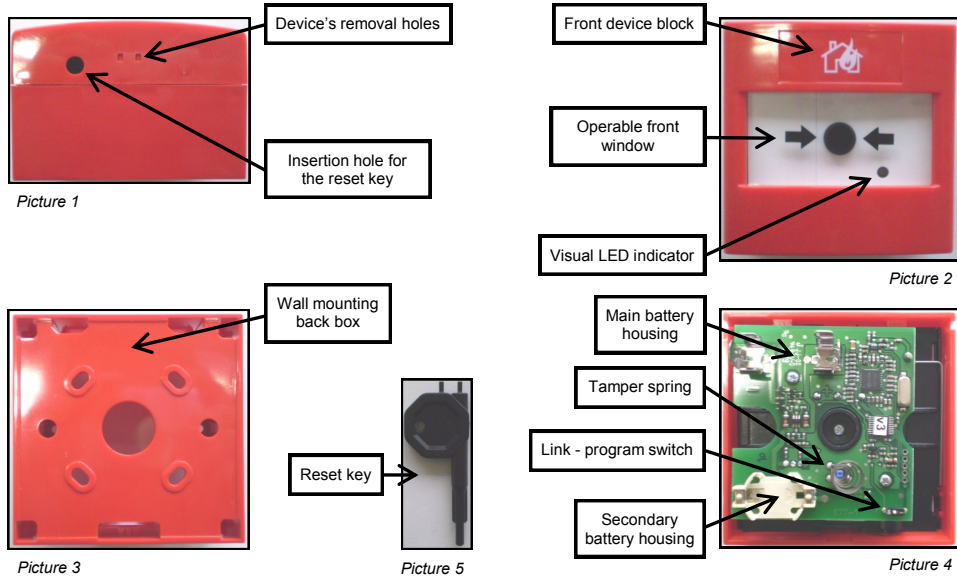 Device's removal holes
Insertion hole for
the reset key
Picture 1
Front device block
Operable front
window
Visual LED indicator
Picture 2
Wall mounting
back box
Picture 3
Reset key
Picture 5
Main battery
housing
Tamper spring
Link - program switch
Secondary
battery housing
V3
Picture 4